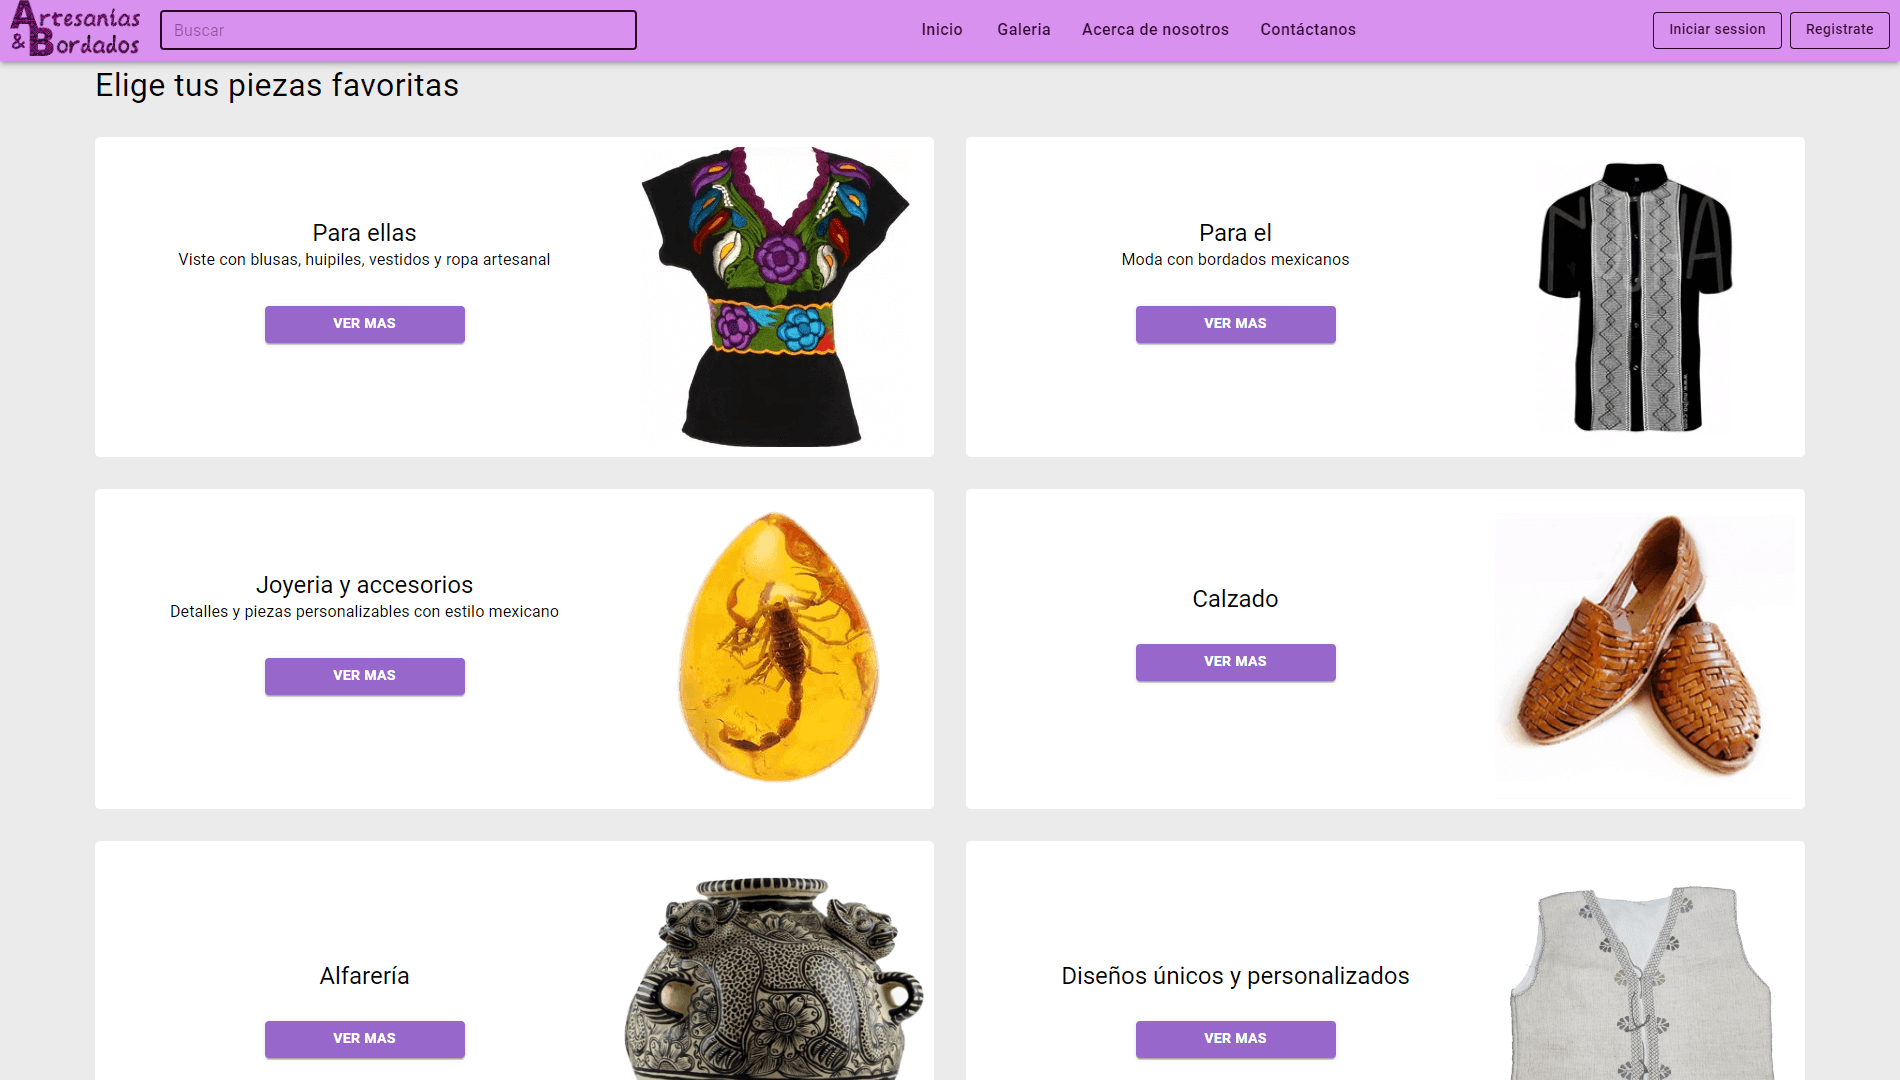 Artesanías
& Bordados
Buscar
Inicio
Galeria
Acerca de nosotros
Contáctanos
Iniciar session
Registrate
Elige tus piezas favoritas
Para ellas
Viste con blusas, huipiles, vestidos y ropa artesanal
VER MAS
Para el
Moda con bordados mexicanos
VER MAS
Joyeria y accesorios
Detalles y piezas personalizables con estilo mexicano
VER MAS
Calzado
VER MAS
Alfarería
VER MAS
Diseños únicos y personalizados
VER MAS